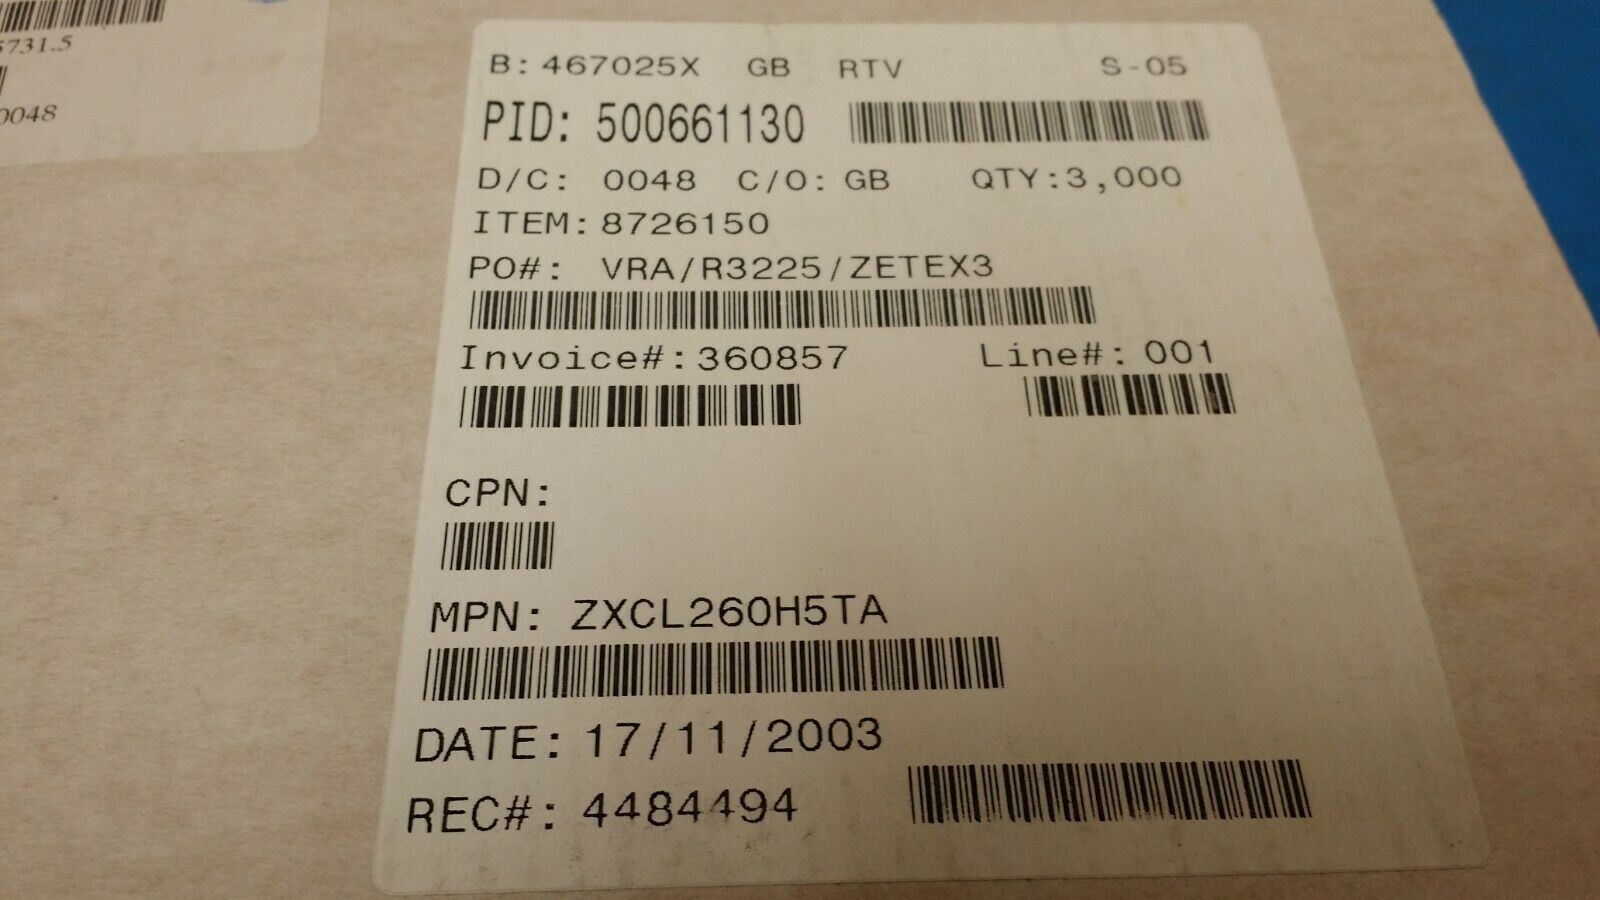 5731.5
0048
B: 467025X GB RTV S-05
PID: 500661130
D/C: 0048 C/O: GB QTY:3,000
ITEM: 8726150
PO#: VRA/R3225/ZETEX3
Invoice#: 360857 Line#: 001
CPN:
MPN: ZXCL260H5TA
DATE: 17/11/2003
REC#: 4484494